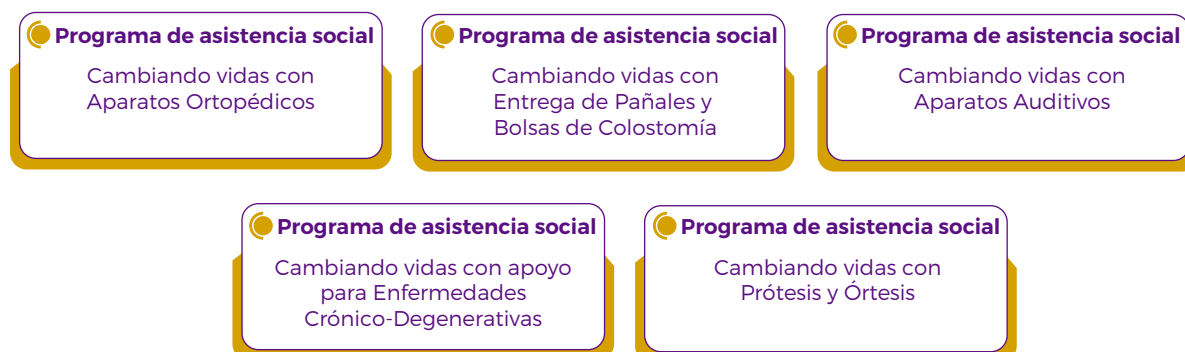 Programa de asistencia social
Cambiando vidas con
Aparatos Ortopédicos
Programa de asistencia social
Cambiando vidas con
Entrega de Pañales y
Bolsas de Colostomía
Programa de asistencia social
Cambiando vidas con
Aparatos Auditivos
Programa de asistencia social
Cambiando vidas con apoyo
para Enfermedades
Crónico-Degenerativas
Programa de asistencia social
Cambiando vidas con
Prótesis y Órtesis